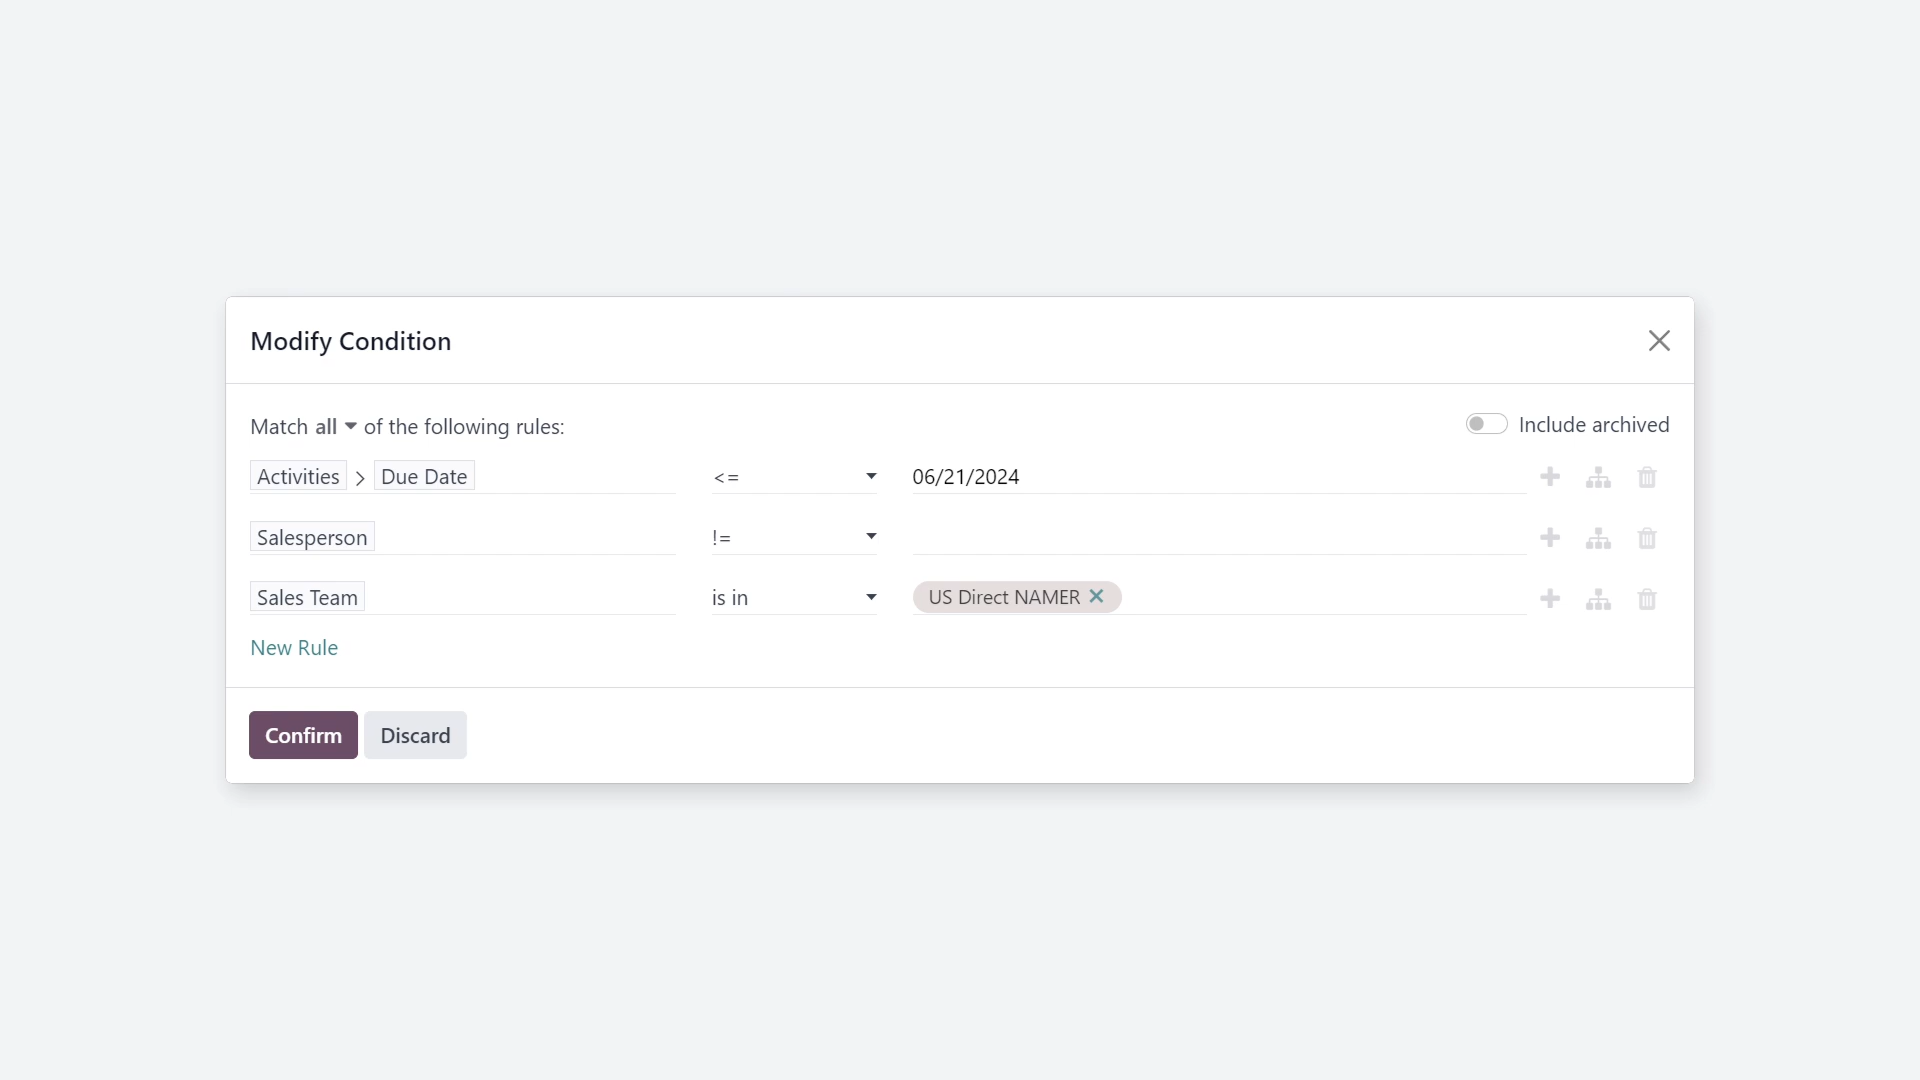 Modify Condition
Match all of the following rules:
Include archived
Activities > Due Date <= 06/21/2024
Salesperson !=
Sales Team is in US Direct NAMER
New Rule
Confirm Discard